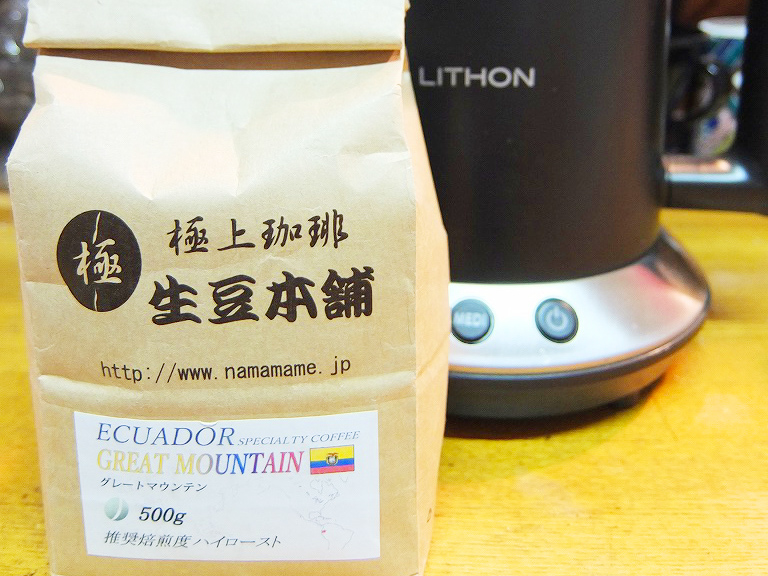 LITHON
極
極上珈琲
生豆本舗
http://www.namamame.jp
MEDI
ECUADOR SPECIALTY COFFEE
GREAT MOUNTAIN
グレートマウンテン
500g
推奨焙煎度 ハイロースト